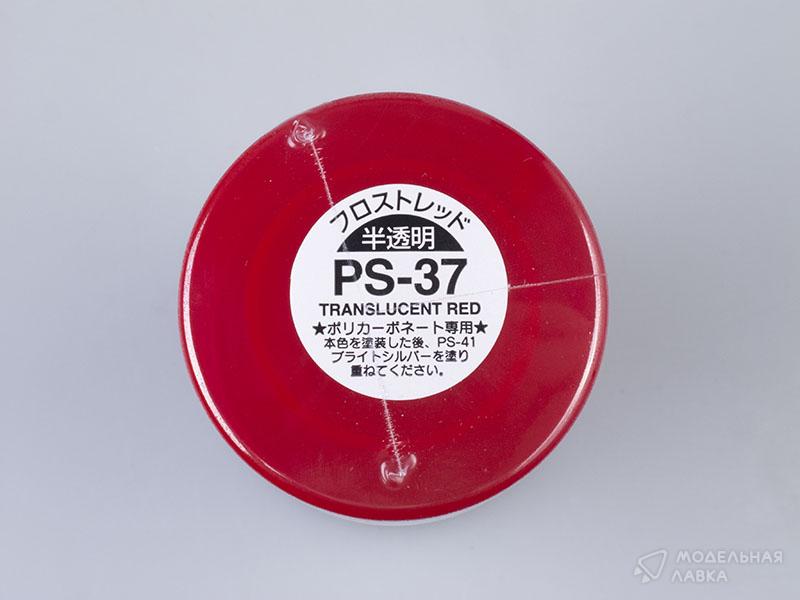 フロストレッド
半透明
PS-37
TRANSLUCENT RED
★ポリカーボネート専用★
本色を塗装した後、PS-41
ブライトシルバーを塗り
重ねてください。
МОДЕЛЬНАЯ
ЛАВКА